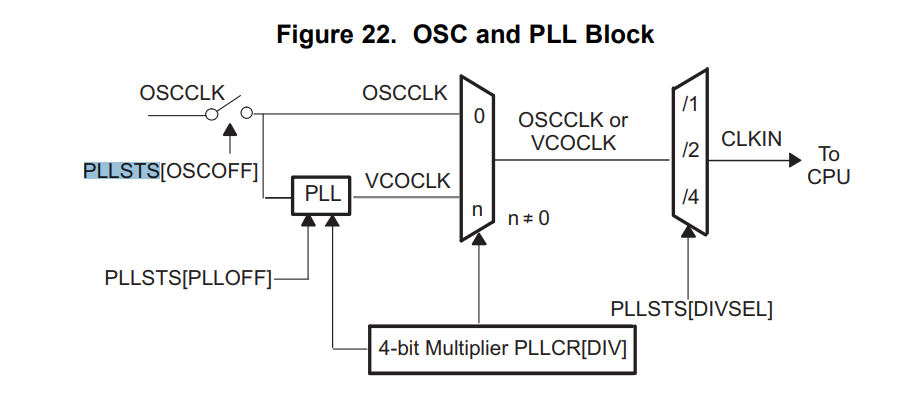 Figure 22. OSC and PLL Block
OSCCLK
OSCCLK
0
OSCCLK or
VCOCLK
/1
/2
/4
CLKIN
To
CPU
PLLSTS[OSCOFF]
PLL
VCOCLK
n
n ≠ 0
PLLSTS[PLLOFF]
PLLSTS[DIVSEL]
4-bit Multiplier PLLCR[DIV]